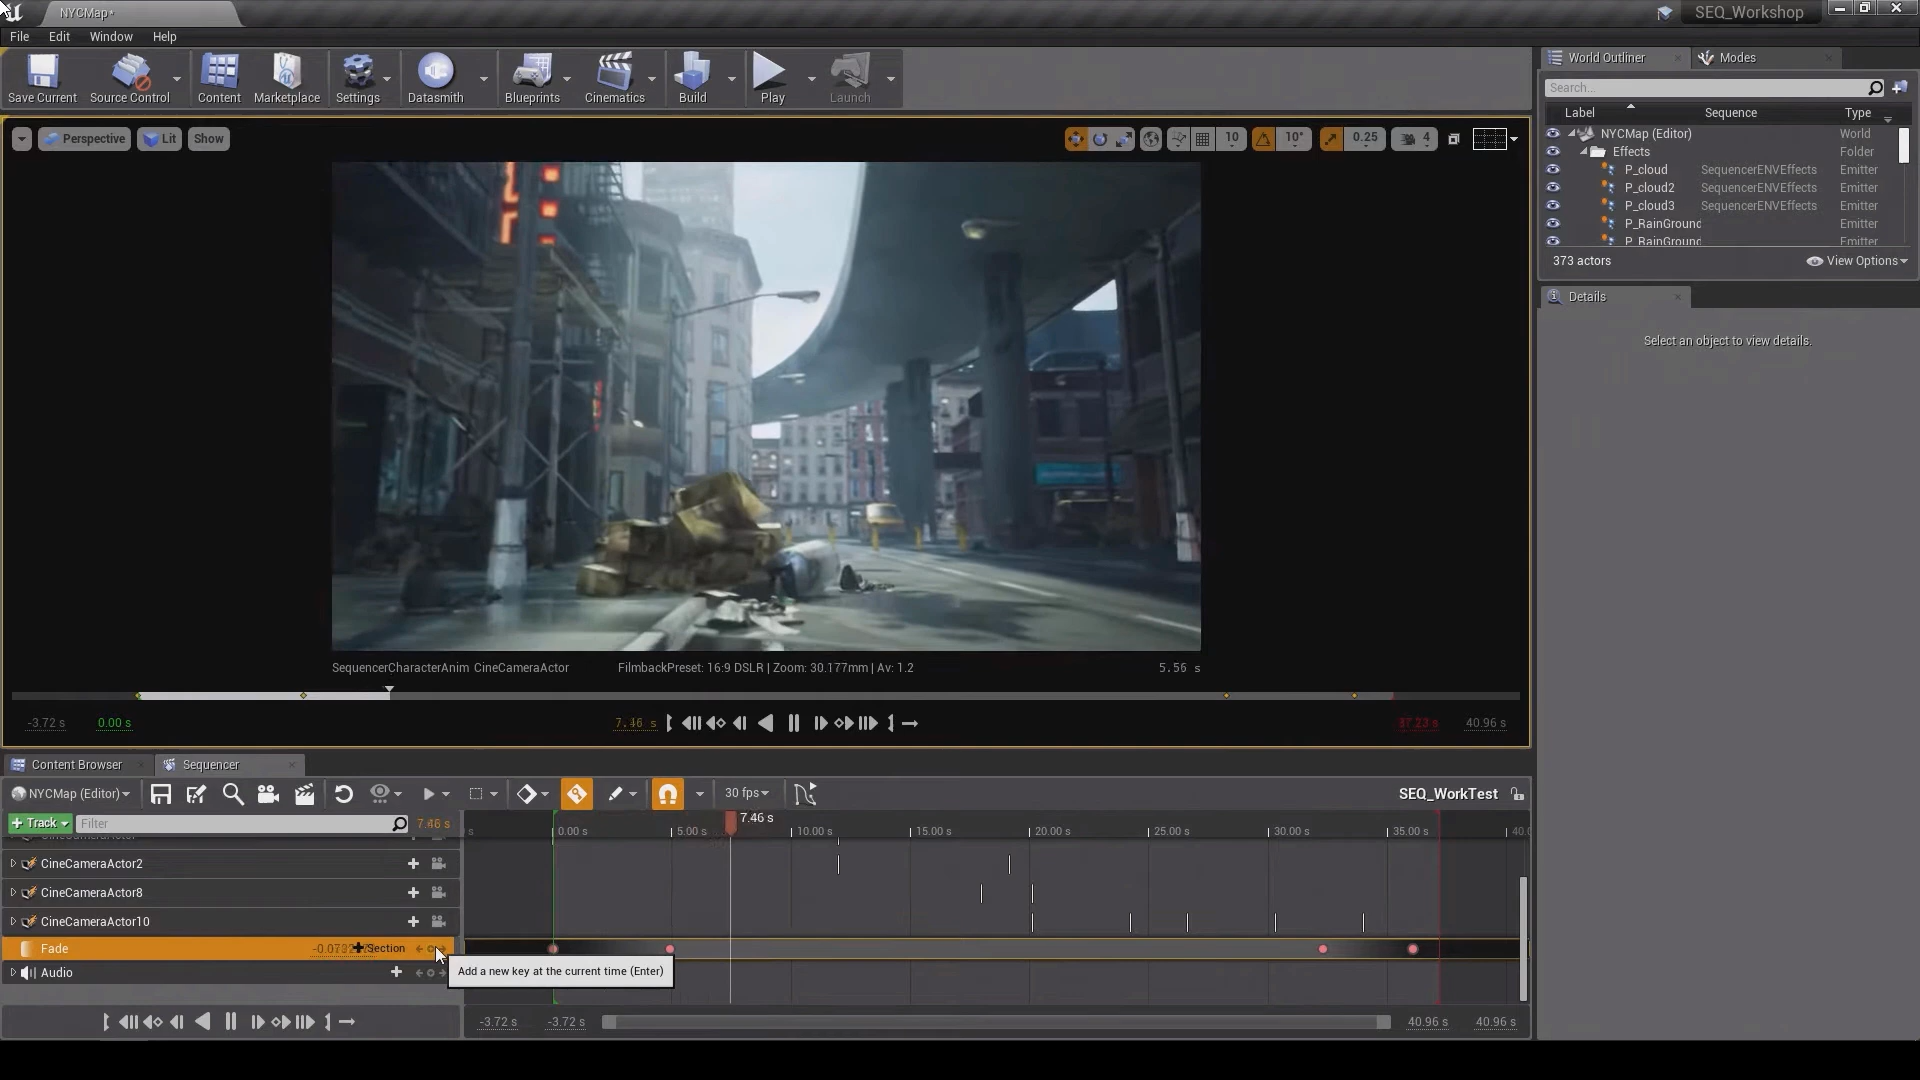 NYCMap*
SEQ_Workshop
File Edit Window Help
Save Current Source Control Content Marketplace Settings Datasmith Blueprints Cinematics Build Play Launch
World Outliner Modes
Search...
Label Sequence Type
NYCMap (Editor) World
Effects Folder
P_cloud SequencerENVEffects Emitter
P_cloud2 SequencerENVEffects Emitter
P_cloud3 SequencerENVEffects Emitter
P_RainGround Emitter
P_RainGround Emitter
373 actors View Options
Details
Select an object to view details.
Perspective Lit Show 10 10° 0.25 4
SequencerCharacterAnim CineCameraActor FilmbackPreset: 16:9 DSLR | Zoom: 30.177mm | Av: 1.2 5.56 s
-3.72 s 0.00 s 7.46 s 37.23 s 40.96 s
Content Browser Sequencer
NYCMap (Editor) 30 fps SEQ_WorkTest
+ Track Filter 7.46 s
7.46 s
s 0.00 s 5.00 s 10.00 s 15.00 s 20.00 s 25.00 s 30.00 s 35.00 s
CineCameraActor2
CineCameraActor8
CineCameraActor10
Fade Section
Audio
Add a new key at the current time (Enter)
-3.72 s -3.72 s 40.96 s 40.96 s